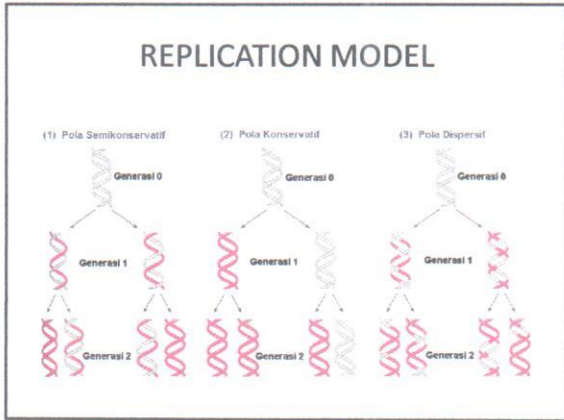 REPLICATION MODEL
(1) Pola Semikonservatif
(2) Pola Konservatif
(3) Pola Dispersif
Generasi 0
Generasi 0
Generasi 0
Generasi 1
Generasi 1
Generasi 1
Generasi 2
Generasi 2
Generasi 2